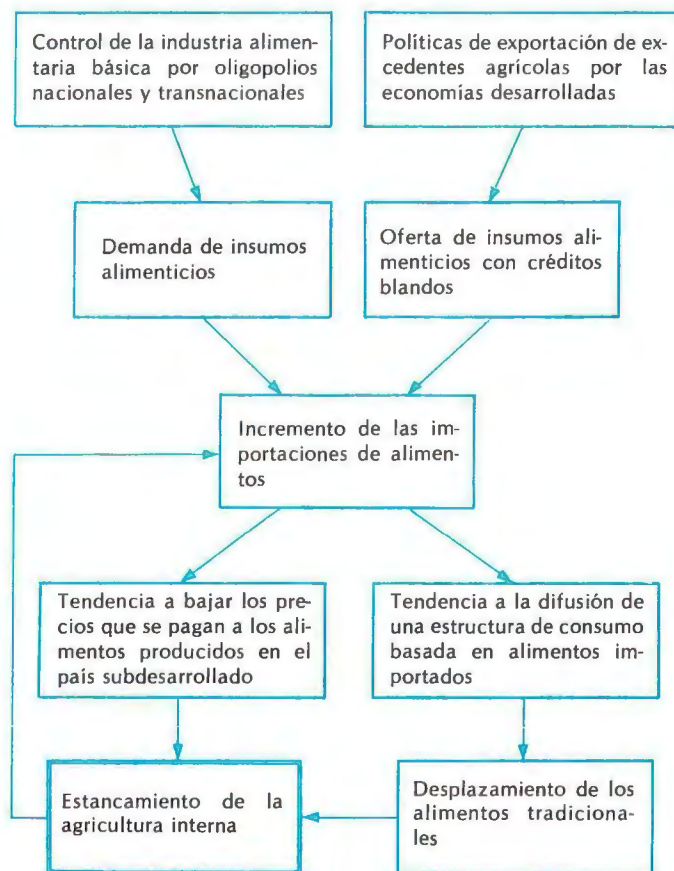 Control de la industria alimen-
taria básica por oligopolios
nacionales y transnacionales
Políticas de exportación de ex-
cedentes agrícolas por las
economías desarrolladas
Demanda de insumos
alimenticios
Oferta de insumos ali-
menticios con créditos
blandos
Incremento de las im-
portaciones de alimen-
tos
Tendencia a bajar los pre-
cios que se pagan a los ali-
mentos producidos en el
país subdesarrollado
Tendencia a la difusión de
una estructura de consumo
basada en alimentos impor-
tados
Estancamiento de la
agricultura interna
Desplazamiento de los
alimentos tradiciona-
les